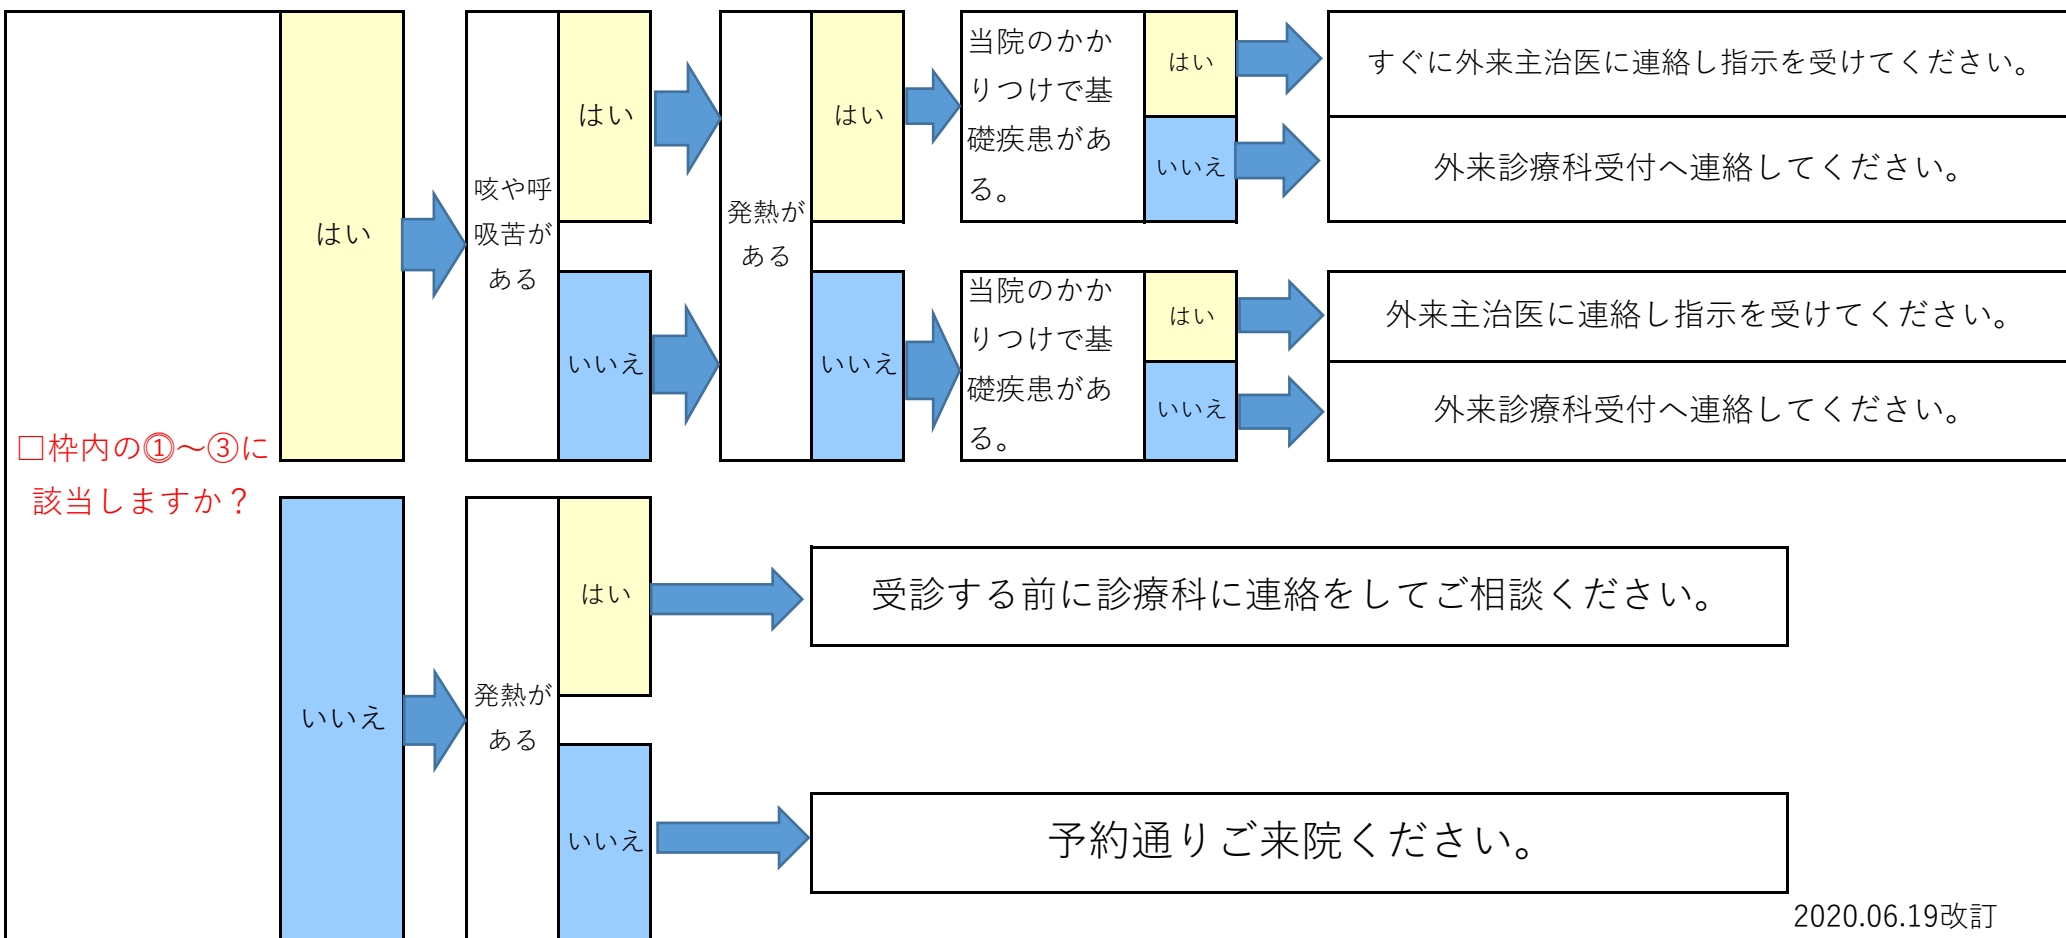 □枠内の①～③に
該当しますか？
はい
咳や呼
吸苦が
ある
はい
いいえ
発熱が
ある
はい
いいえ
当院のかか
りつけで基
礎疾患があ
る。
はい
すぐに外来主治医に連絡し指示を受けてください。
いいえ
外来診療科受付へ連絡してください。
当院のかか
りつけで基
礎疾患があ
る。
はい
外来主治医に連絡し指示を受けてください。
いいえ
外来診療科受付へ連絡してください。
いいえ
発熱が
ある
はい
受診する前に診療科に連絡をしてご相談ください。
いいえ
予約通りご来院ください。
2020.06.19改訂